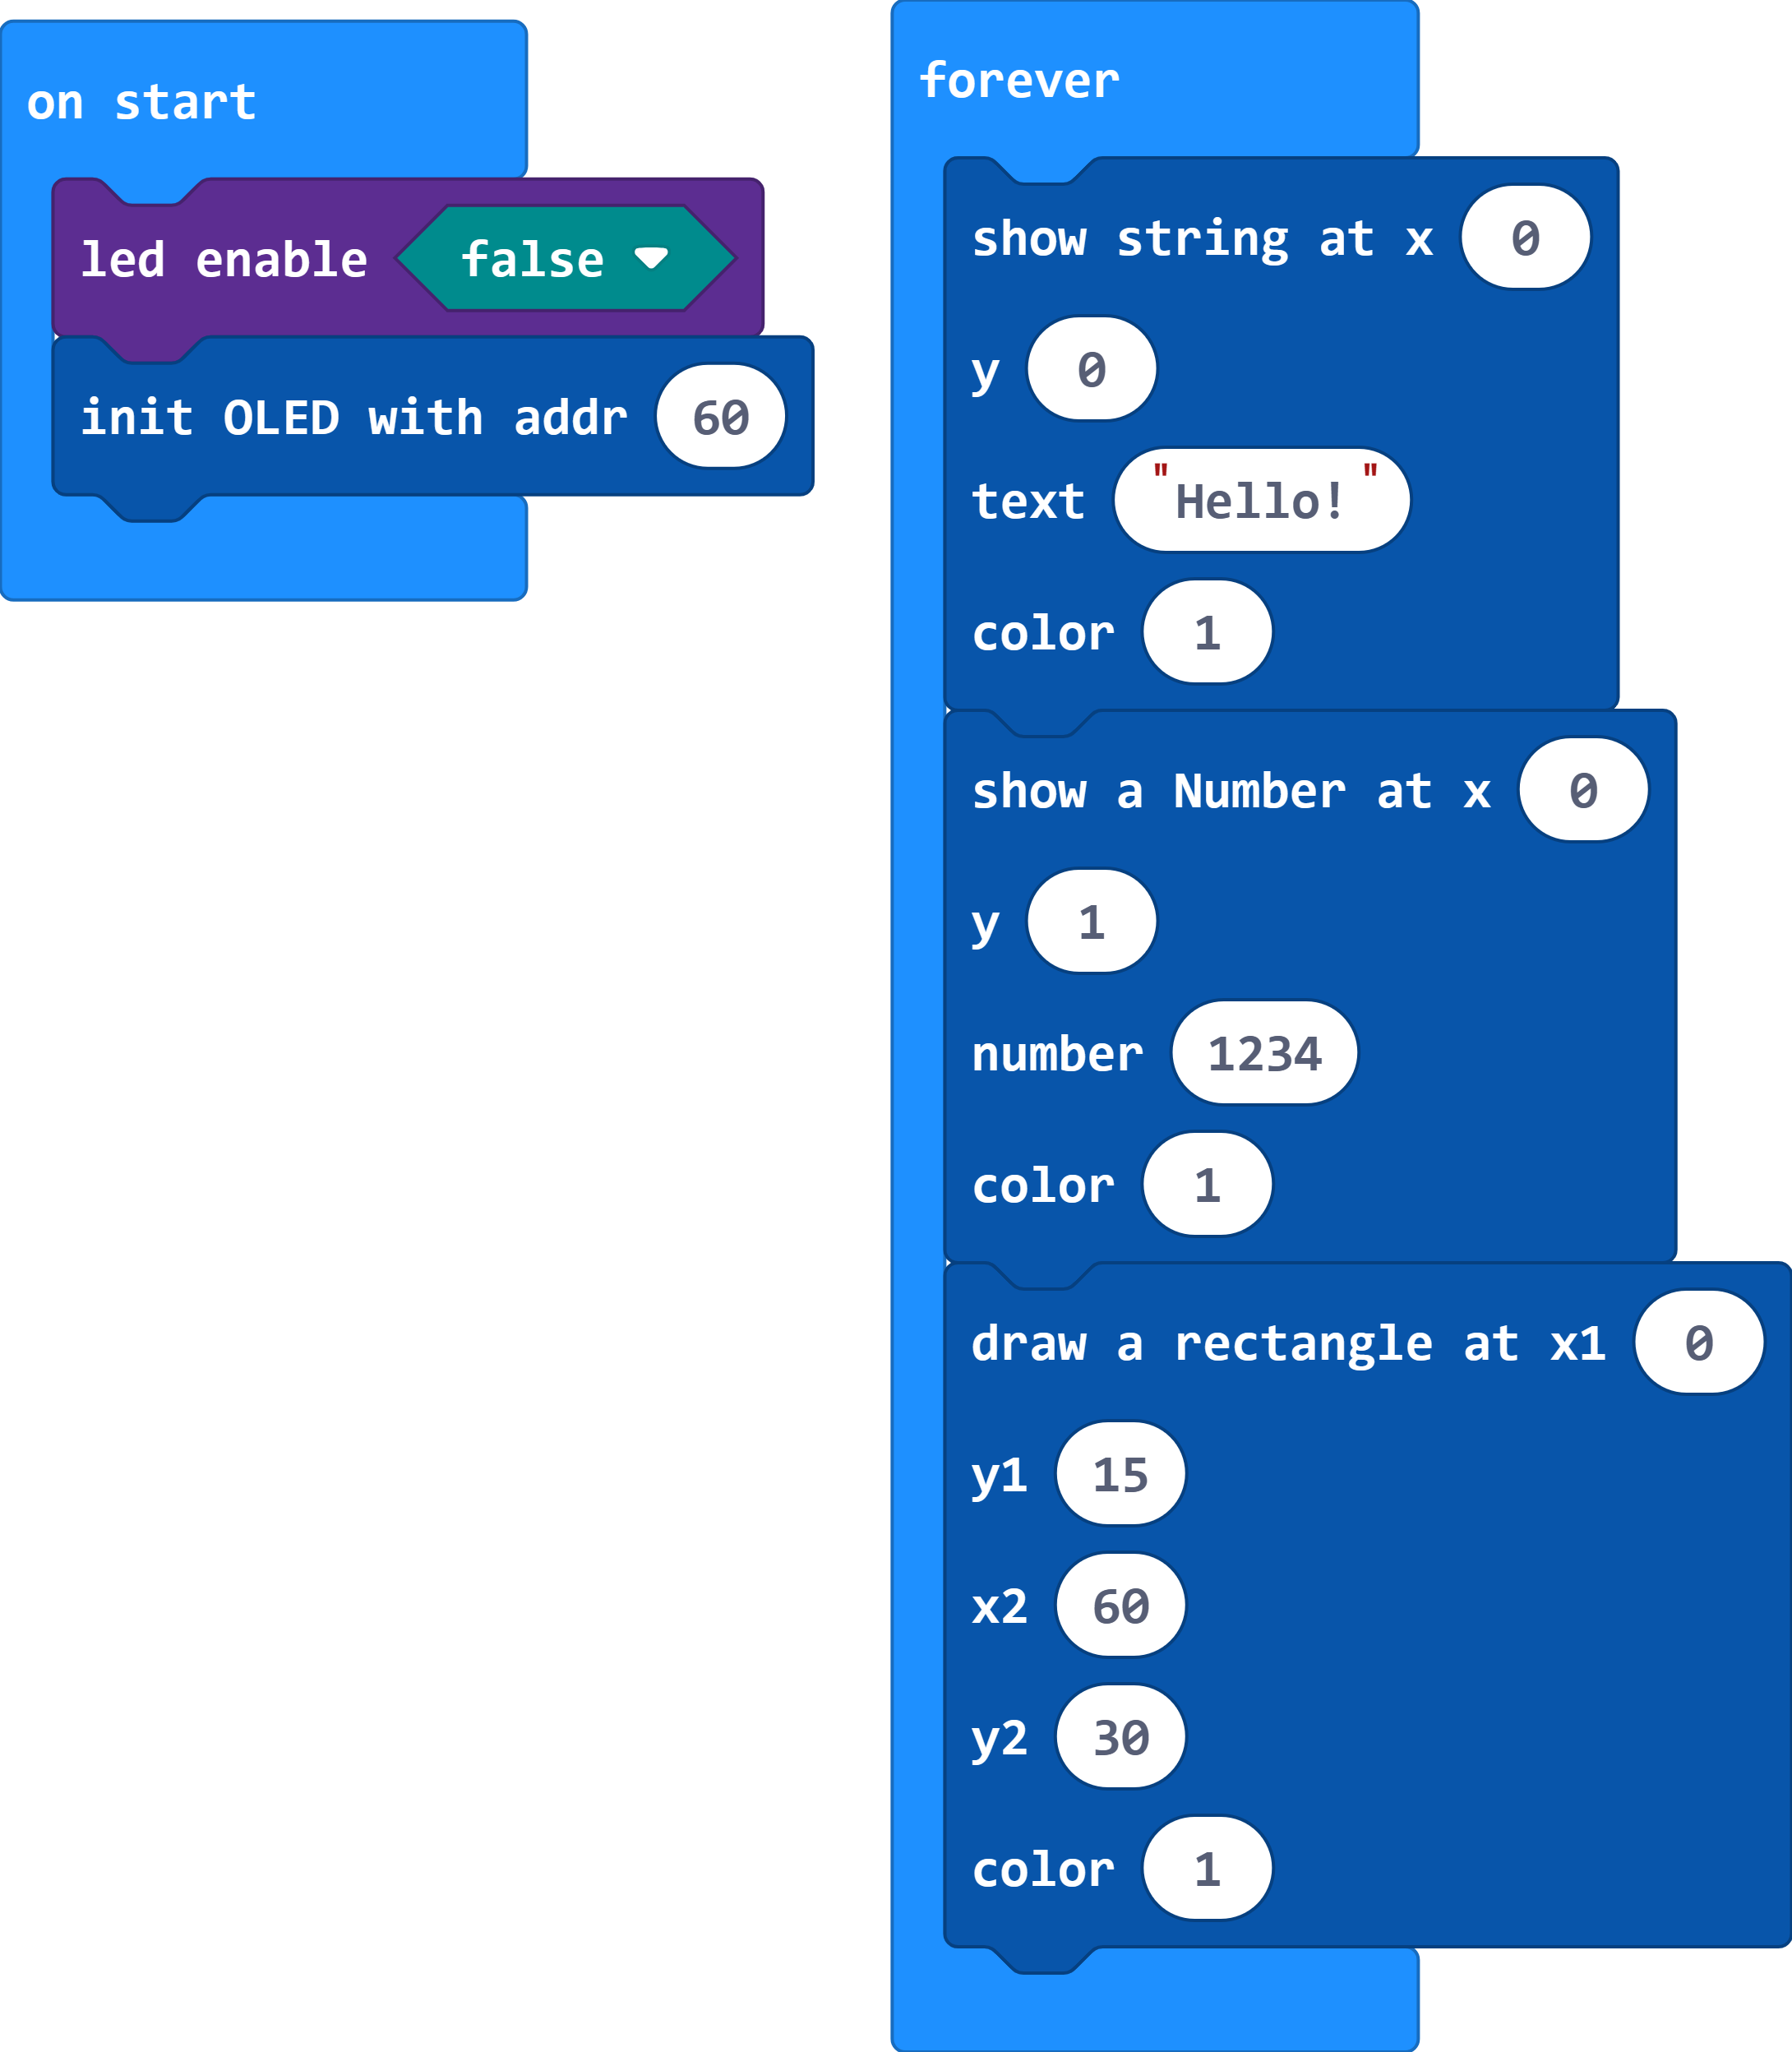 on start
led enable false
init OLED with addr 60
forever
show string at x 0
y 0
text "Hello!"
color 1
show a Number at x 0
y 1
number 1234
color 1
draw a rectangle at x1 0
y1 15
x2 60
y2 30
color 1